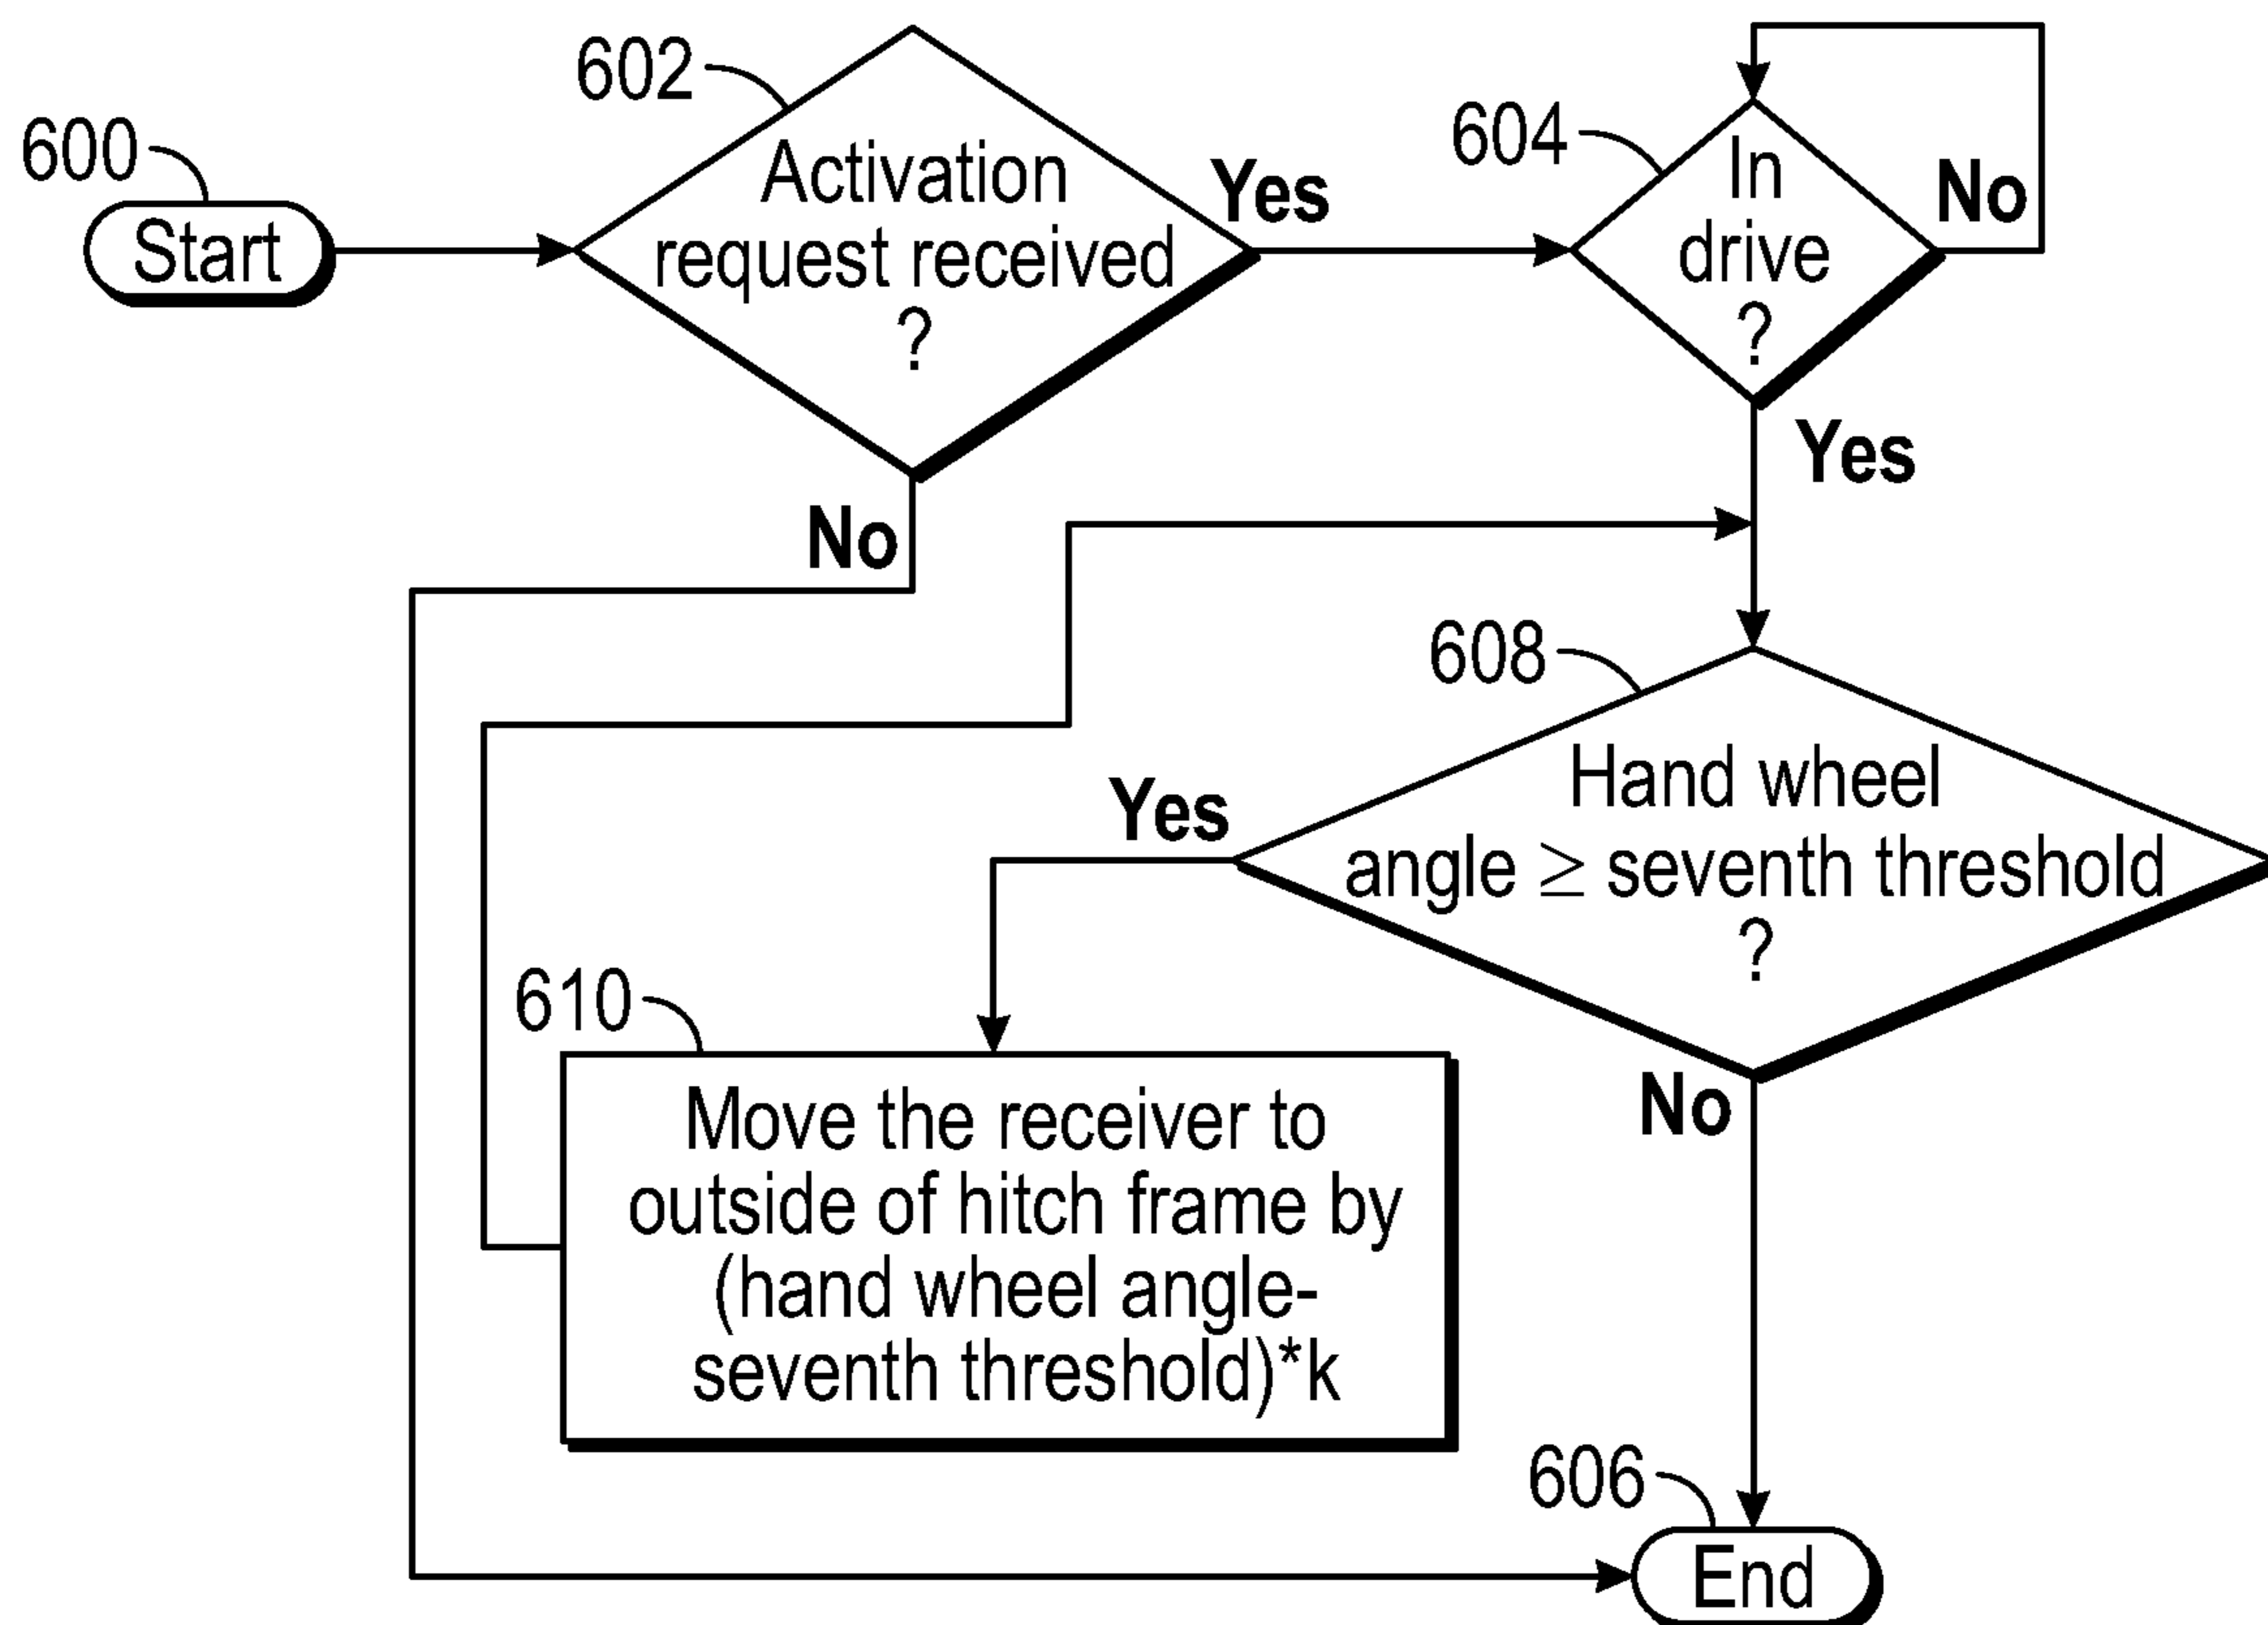 600
Start
602
Activation
request received
?
Yes
No
604
In
drive
?
No
Yes
608
Hand wheel
angle ≥ seventh threshold
?
Yes
No
610
Move the receiver to
outside of hitch frame by
(hand wheel angle-
seventh threshold)*k
606
End